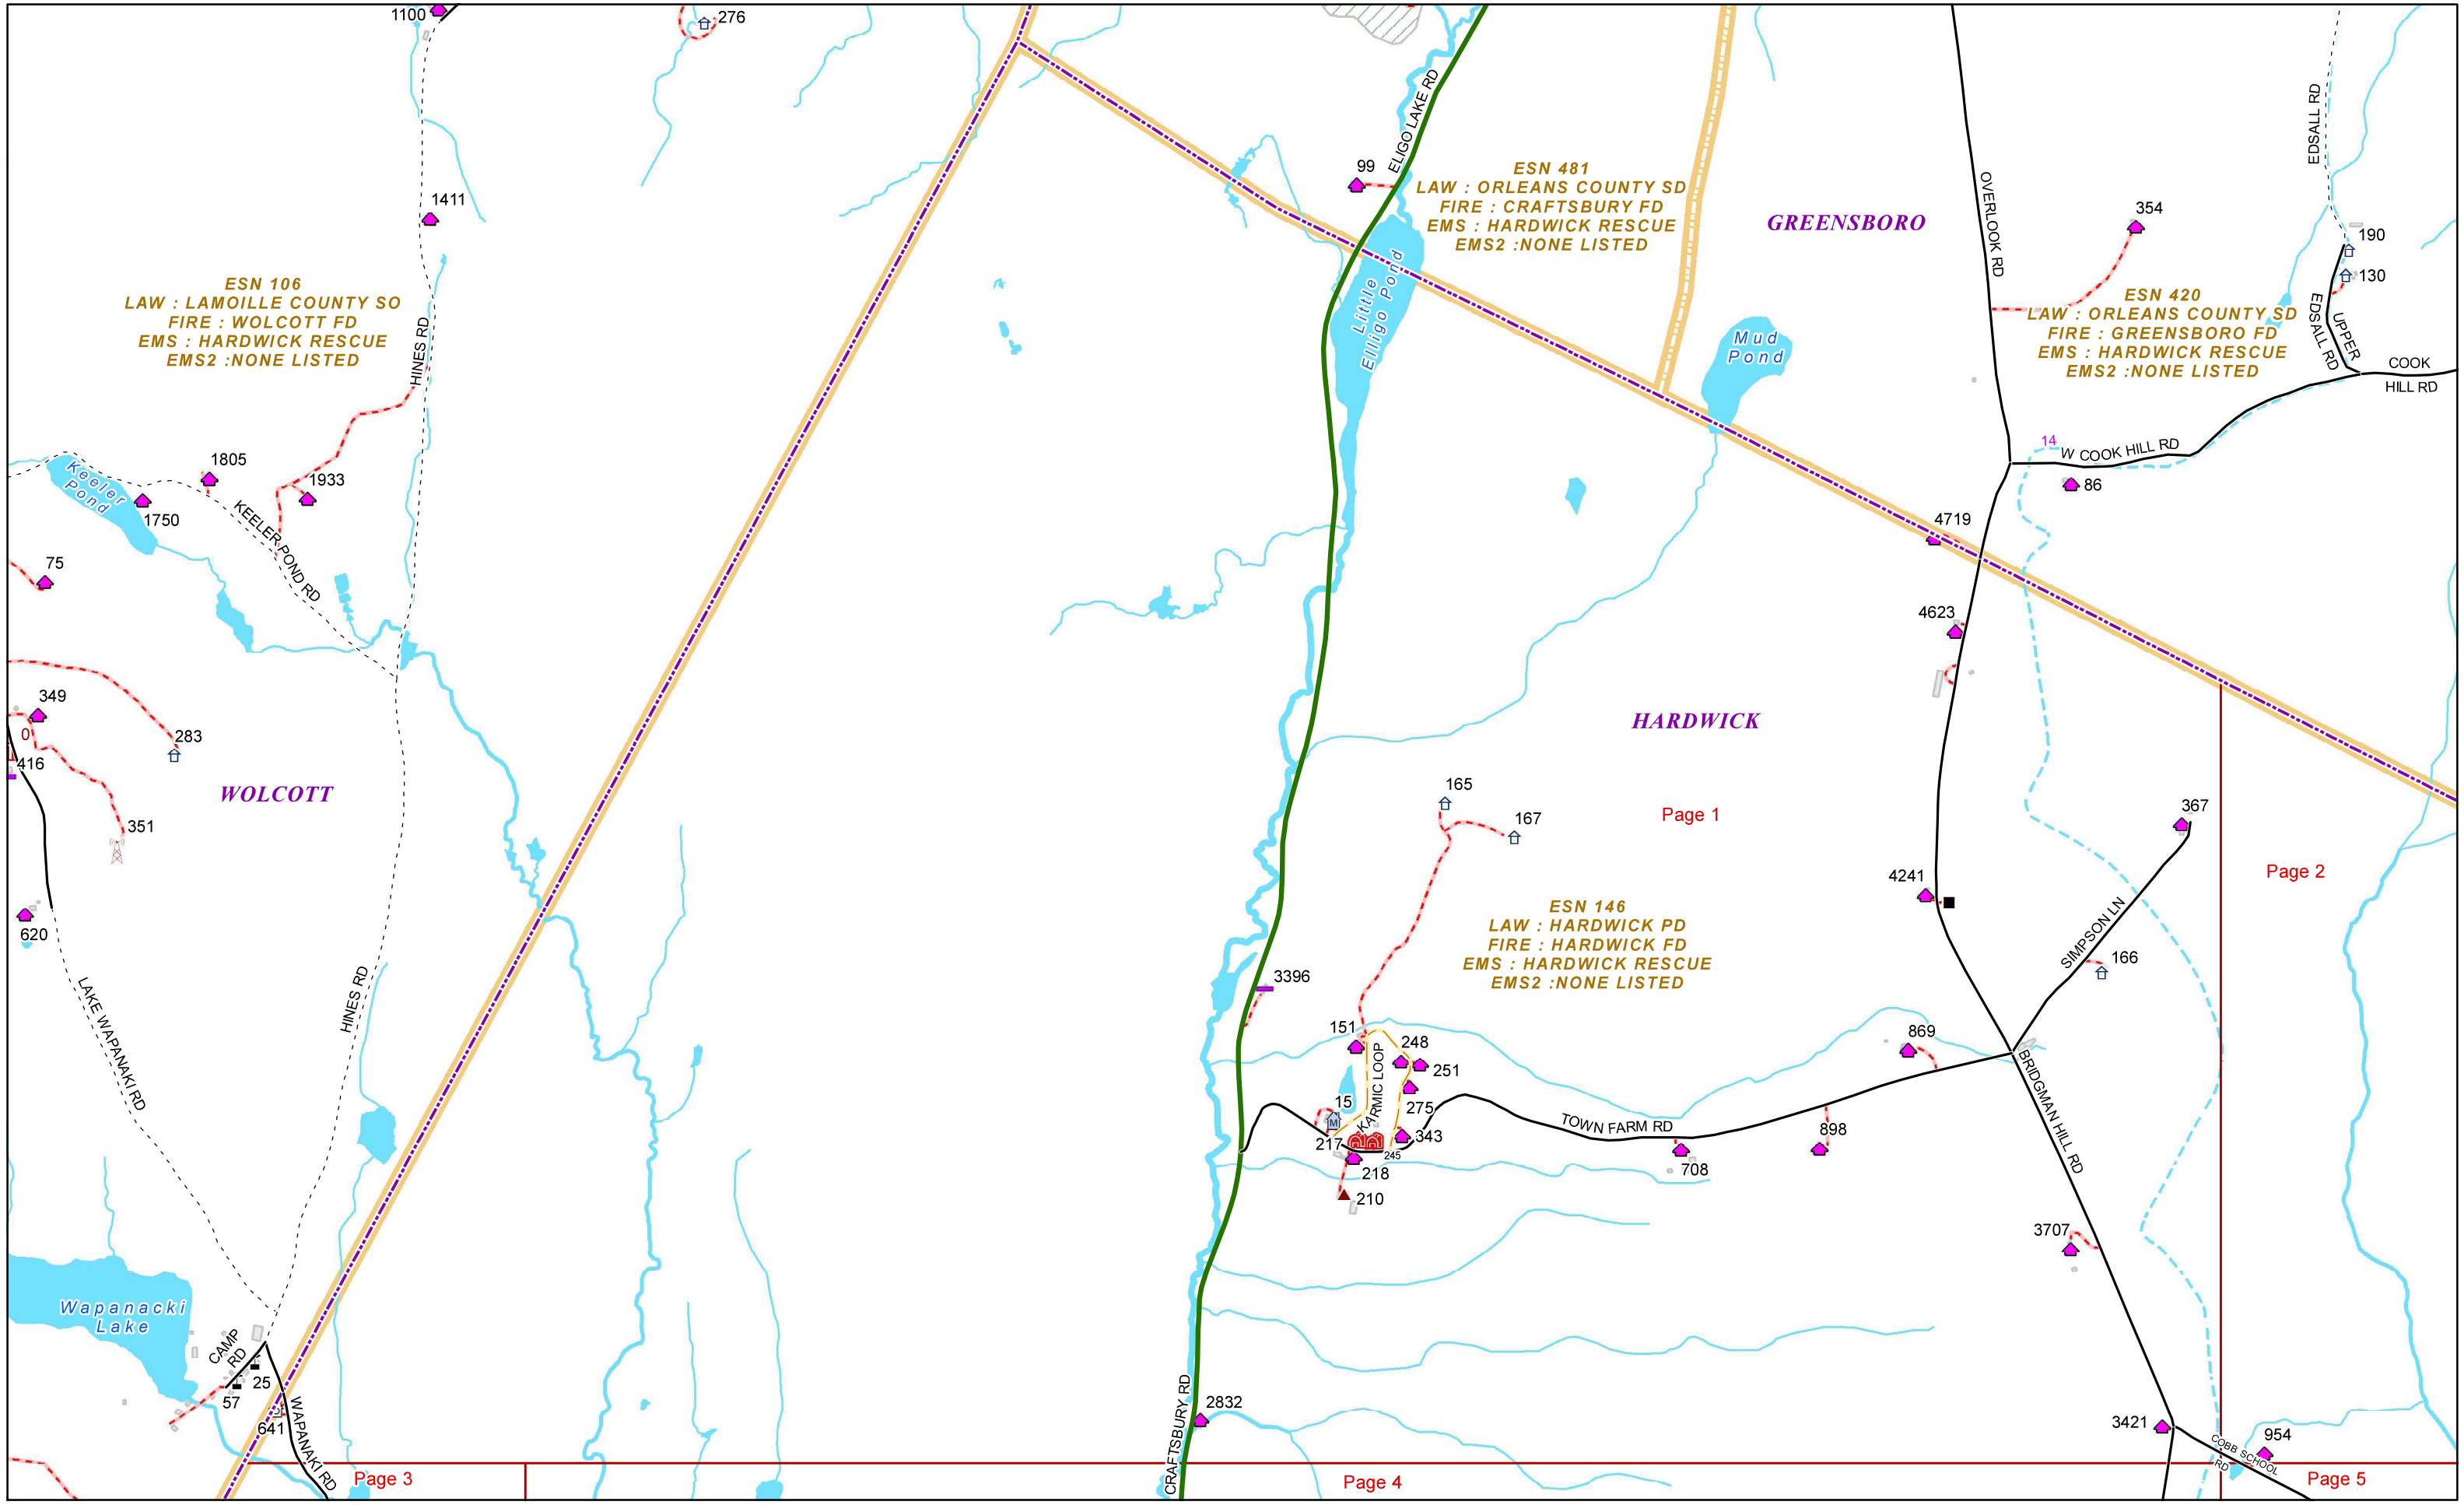 1100
276
ELIGO LAKE RD
99
ESN 481
LAW : ORLEANS COUNTY SD
FIRE : CRAFTSBURY FD
EMS : HARDWICK RESCUE
EMS2 :NONE LISTED
GREENSBORO
OVERLOOK RD
EDSALL RD
354
190
130
1411
ESN 106
LAW : LAMOILLE COUNTY SO
FIRE : WOLCOTT FD
EMS : HARDWICK RESCUE
EMS2 :NONE LISTED
HINES RD
Little
Elligo Pond
Mud
Pond
ESN 420
LAW : ORLEANS COUNTY SD
FIRE : GREENSBORO FD
EMS : HARDWICK RESCUE
EMS2 :NONE LISTED
UPPER
EDSALL RD
COOK
HILL RD
14
W COOK HILL RD
86
Keeler
Pond
1805
1750
1933
KEELER POND RD
75
4719
4623
349
0
416
283
351
WOLCOTT
HARDWICK
165
167
Page 1
367
Page 2
4241
SIMPSON LN
166
620
ESN 146
LAW : HARDWICK PD
FIRE : HARDWICK FD
EMS : HARDWICK RESCUE
EMS2 :NONE LISTED
LAKE WAPANAKI RD
HINES RD
3396
151
KARMIC LOOP
248
251
275
15
M
217
343
245
218
210
TOWN FARM RD
708
898
869
BRIDGMAN HILL RD
3707
Wapanacki
Lake
CAMP
RD
25
57
641
WAPANAKI RD
CRAFTSBURY RD
2832
3421
954
COBB SCHOOL
RD
Page 3
Page 4
Page 5